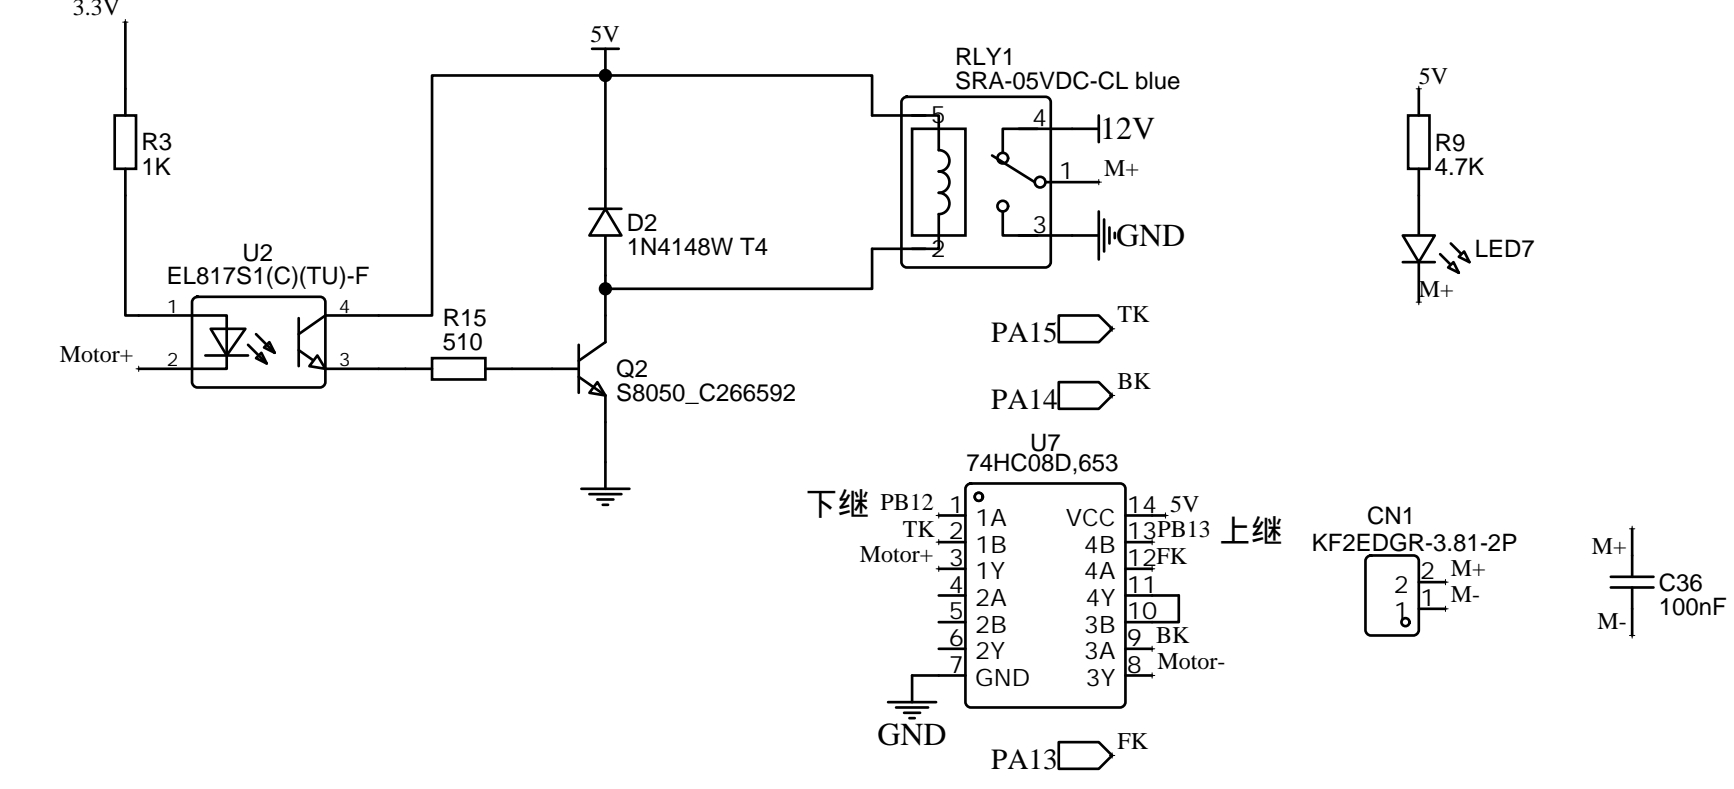 3.3V
R3
1K
U2
EL817S1(C)(TU)-F
1
4
Motor+
2
3
R15
510
5V
D2
1N4148W T4
Q2
S8050_C266592
RLY1
SRA-05VDC-CL blue
5
4
12V
1
M+
3
GND
2
5V
R9
4.7K
LED7
M+
PA15
TK
PA14
BK
U7
74HC08D,653
下继 PB12 1 1A VCC 14 5V
TK 2 1B 4B 13 PB13 上继
Motor+ 3 1Y 4A 12 FK
4 2A 4Y 11
5 2B 3B 10
6 2Y 3A 9 BK
7 GND 3Y 8 Motor-
GND
PA13
FK
CN1
KF2EDGR-3.81-2P
2 2 M+
1 1 M-
M+
C36
100nF
M-